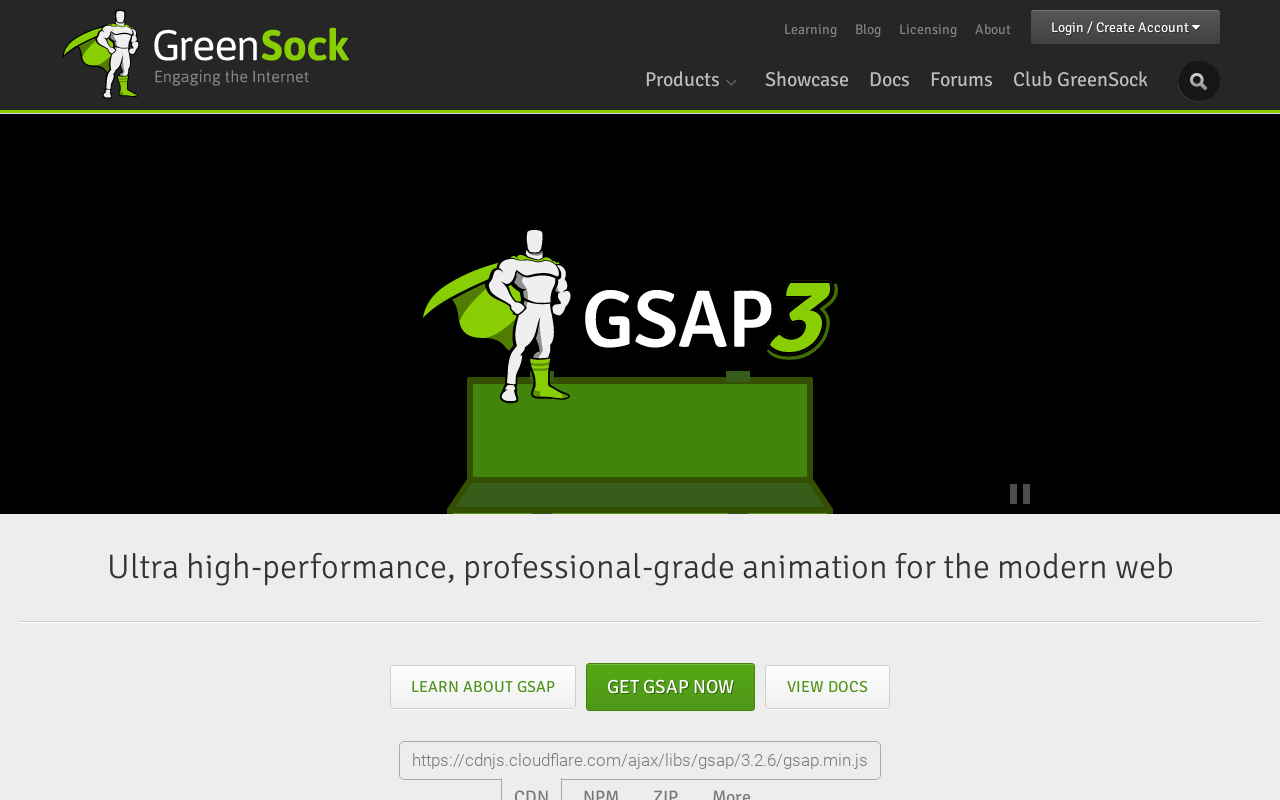 GreenSock
Engaging the Internet
Learning Blog Licensing About Login / Create Account
Products Showcase Docs Forums Club GreenSock
GSAP3
Ultra high-performance, professional-grade animation for the modern web
LEARN ABOUT GSAP GET GSAP NOW VIEW DOCS
https://cdnjs.cloudflare.com/ajax/libs/gsap/3.2.6/gsap.min.js
CDN NPM ZIP More